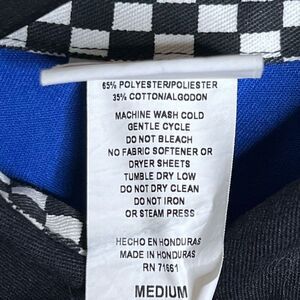 65% POLYESTER/POLIESTER
35% COTTON/ALGODON
MACHINE WASH COLD
GENTLE CYCLE
DO NOT BLEACH
NO FABRIC SOFTENER OR
DRYER SHEETS
TUMBLE DRY LOW
DO NOT DRY CLEAN
DO NOT IRON
OR STEAM PRESS
HECHO EN HONDURAS
MADE IN HONDURAS
RN 71661
MEDIUM